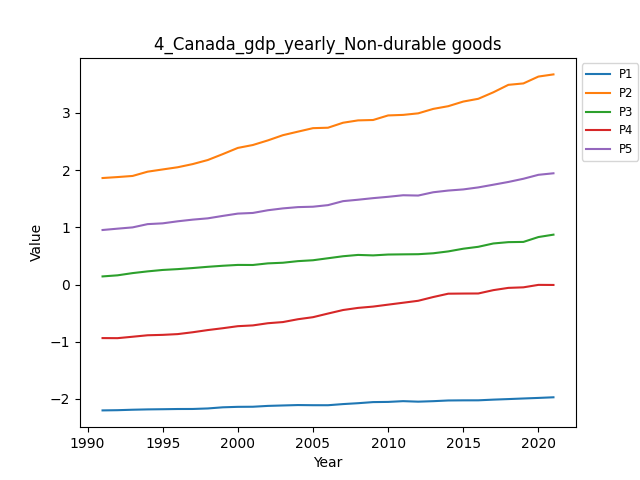 4_Canada_gdp_yearly_Non-durable goods
P1
P2
P3
P4
P5
Value
3
2
1
0
−1
−2
1990 1995 2000 2005 2010 2015 2020
Year